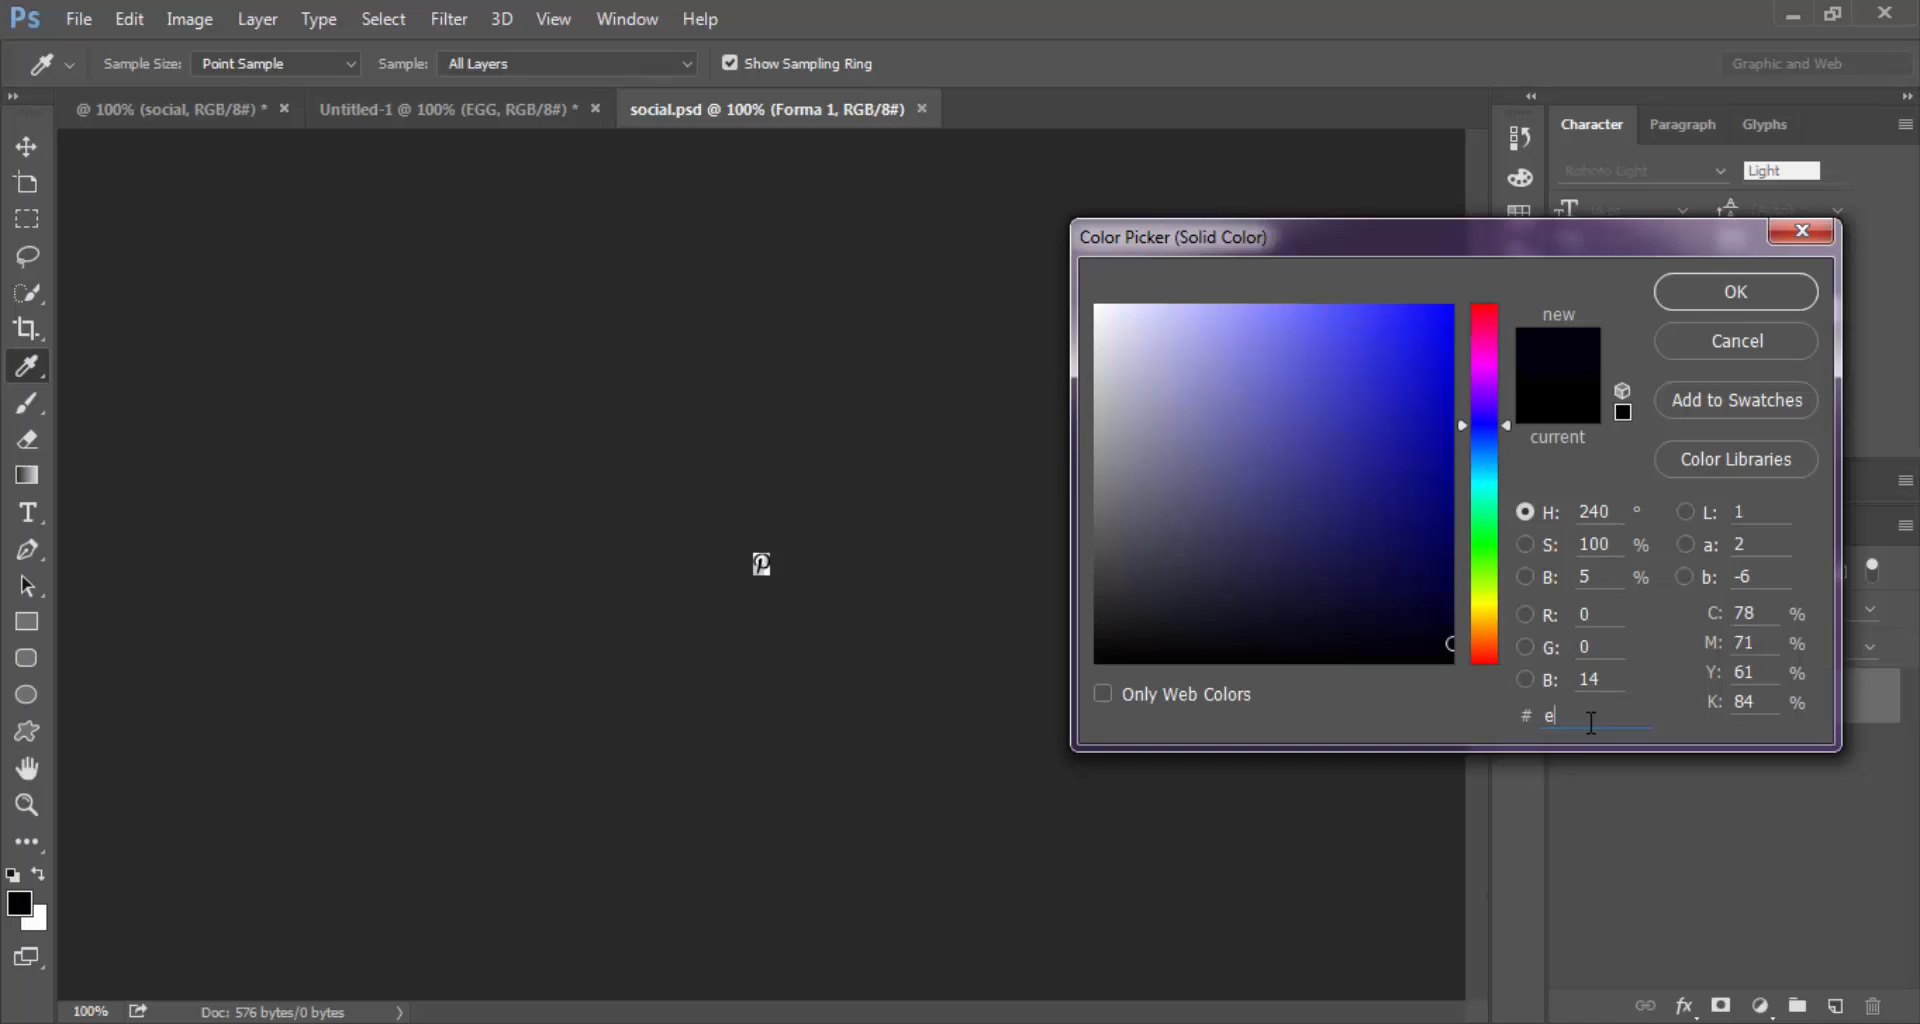 Ps File Edit Image Layer Type Select Filter 3D View Window Help
Sample Size: Point Sample Sample: All Layers Show Sampling Ring Graphic and Web
@ 100% (social, RGB/8#) * Untitled-1 @ 100% (EGG, RGB/8#) * social.psd @ 100% (Forma 1, RGB/8#)
Character Paragraph Glyphs
Roboto Light Light
Color Picker (Solid Color)
OK
new
Cancel
Add to Swatches
current
Color Libraries
H: 240 ° L: 1
S: 100 % a: 2
B: 5 % b: -6
R: 0 C: 78 %
G: 0 M: 71 %
B: 14 Y: 61 %
Only Web Colors K: 84 %
# e
100% Doc: 576 bytes/0 bytes